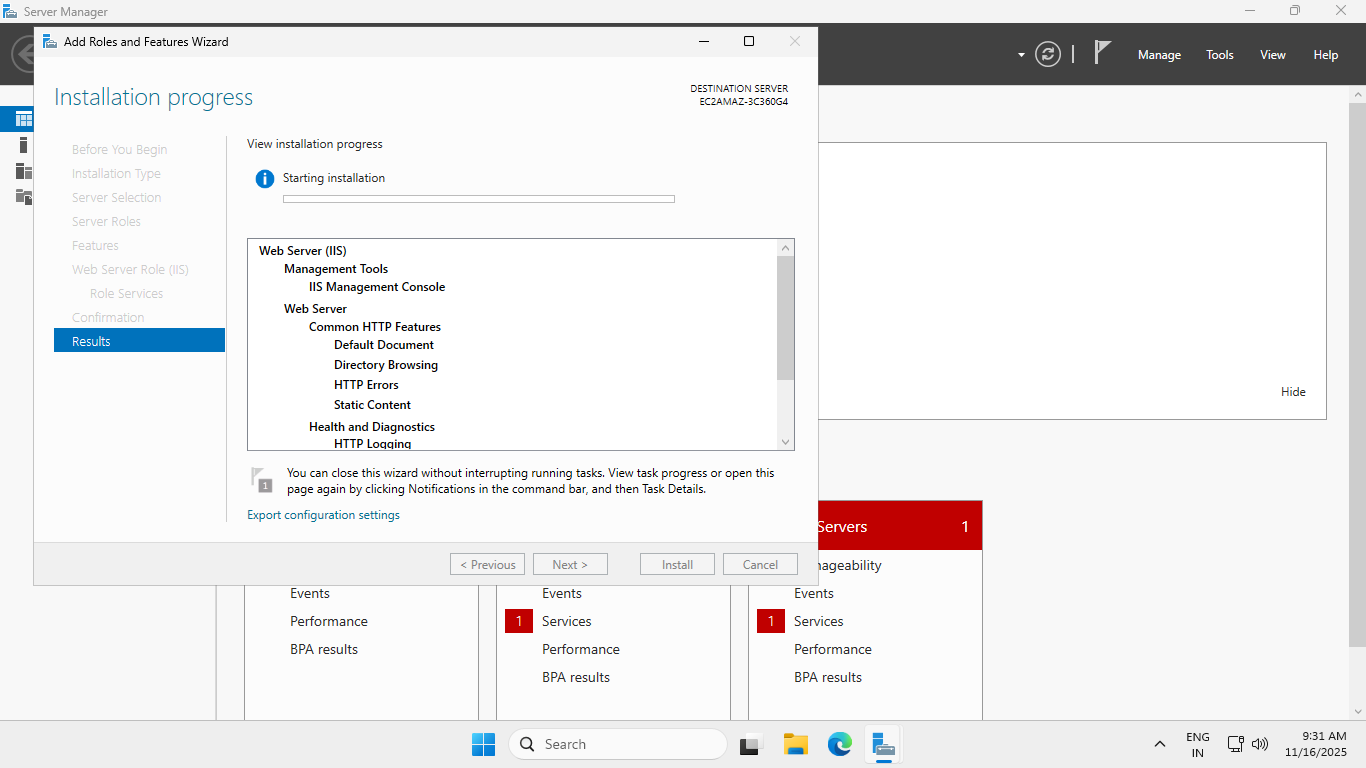 Server Manager
Add Roles and Features Wizard
Manage Tools View Help
Installation progress
DESTINATION SERVER
EC2AMAZ-3C360G4
Before You Begin
Installation Type
Server Selection
Server Roles
Features
Web Server Role (IIS)
Role Services
Confirmation
Results
View installation progress
Starting installation
Web Server (IIS)
Management Tools
IIS Management Console
Web Server
Common HTTP Features
Default Document
Directory Browsing
HTTP Errors
Static Content
Health and Diagnostics
HTTP Logging
1
You can close this wizard without interrupting running tasks. View task progress or open this
page again by clicking Notifications in the command bar, and then Task Details.
Export configuration settings
< Previous Next > Install Cancel
Hide
Servers 1
Events
Performance
BPA results
Events
1 Services
Performance
BPA results
nageability
Events
1 Services
Performance
BPA results
Search
ENG
IN
9:31 AM
11/16/2025